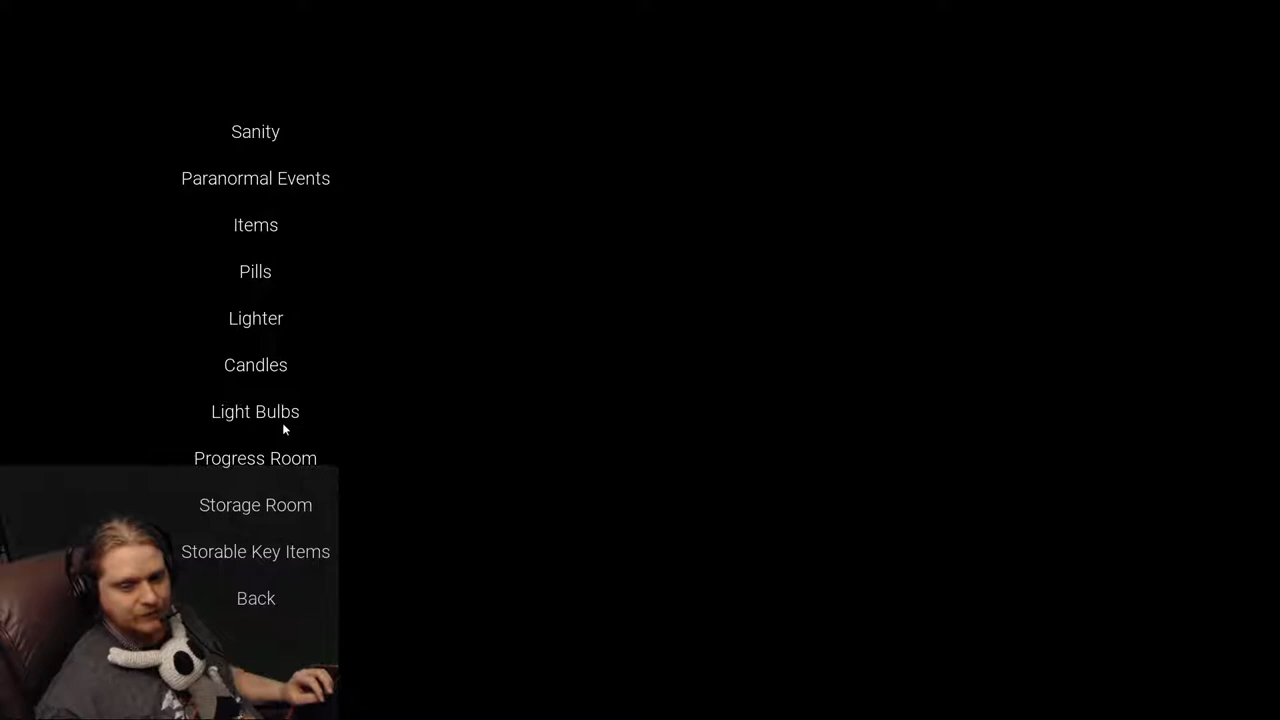 Sanity
Paranormal Events
Items
Pills
Lighter
Candles
Light Bulbs
Progress Room
Storage Room
Storable Key Items
Back